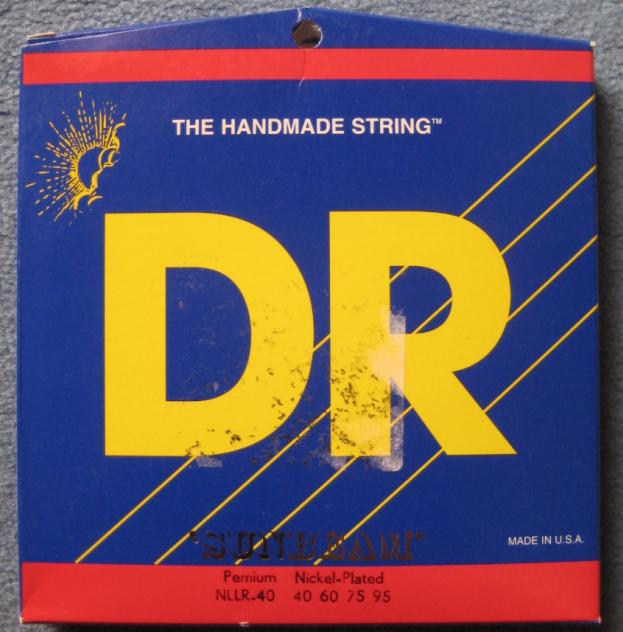 THE HANDMADE STRING™
DR
"SUNBEAM"
MADE IN U.S.A.
Pemium Nickel-Plated
NLLR-40 40 60 75 95